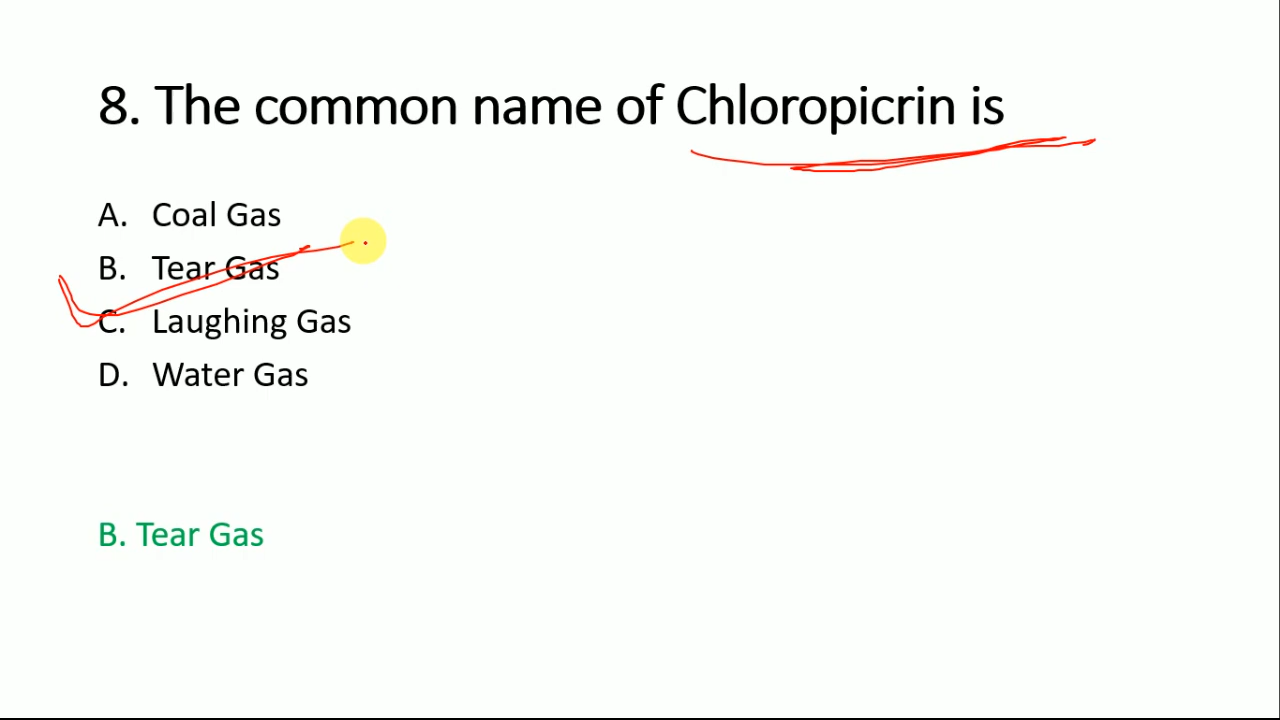 8. The common name of Chloropicrin is
A. Coal Gas
B. Tear Gas
C. Laughing Gas
D. Water Gas
B. Tear Gas